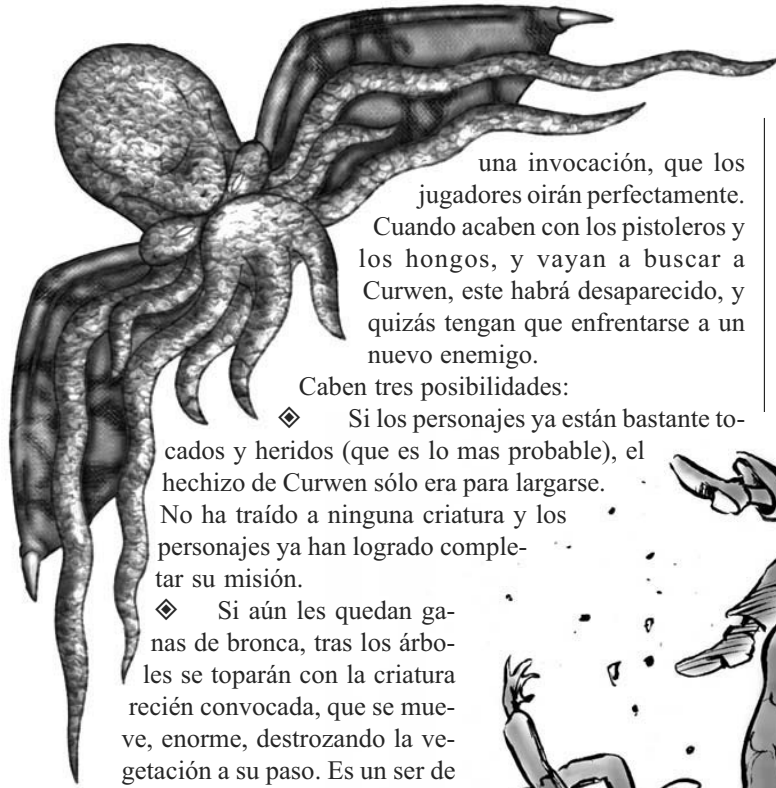 una invocación, que los
jugadores oirán perfectamente.
Cuando acaben con los pistoleros y
los hongos, y vayan a buscar a
Curwen, este habrá desaparecido, y
quizás tengan que enfrentarse a un
nuevo enemigo.
Caben tres posibilidades:
◈ Si los personajes ya están bastante to-
cados y heridos (que es lo mas probable), el
hechizo de Curwen sólo era para largarse.
No ha traído a ninguna criatura y los
personajes ya han logrado comple-
tar su misión.
◈ Si aún les quedan ga-
nas de bronca, tras los árbo-
les se toparán con la criatura
recién convocada, que se mue-
ve, enorme, destrozando la ve-
getación a su paso. Es un ser de